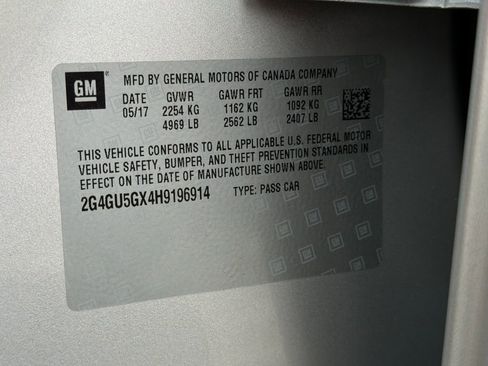 GM
MFD BY GENERAL MOTORS OF CANADA COMPANY
DATE GVWR GAWR FRT GAWR RR
05/17 2254 KG 1162 KG 1092 KG
4969 LB 2562 LB 2407 LB
THIS VEHICLE CONFORMS TO ALL APPLICABLE U.S. FEDERAL MOTOR
VEHICLE SAFETY, BUMPER, AND THEFT PREVENTION STANDARDS IN
EFFECT ON THE DATE OF MANUFACTURE SHOWN ABOVE.
2G4GU5GX4H9196914 TYPE: PASS CAR